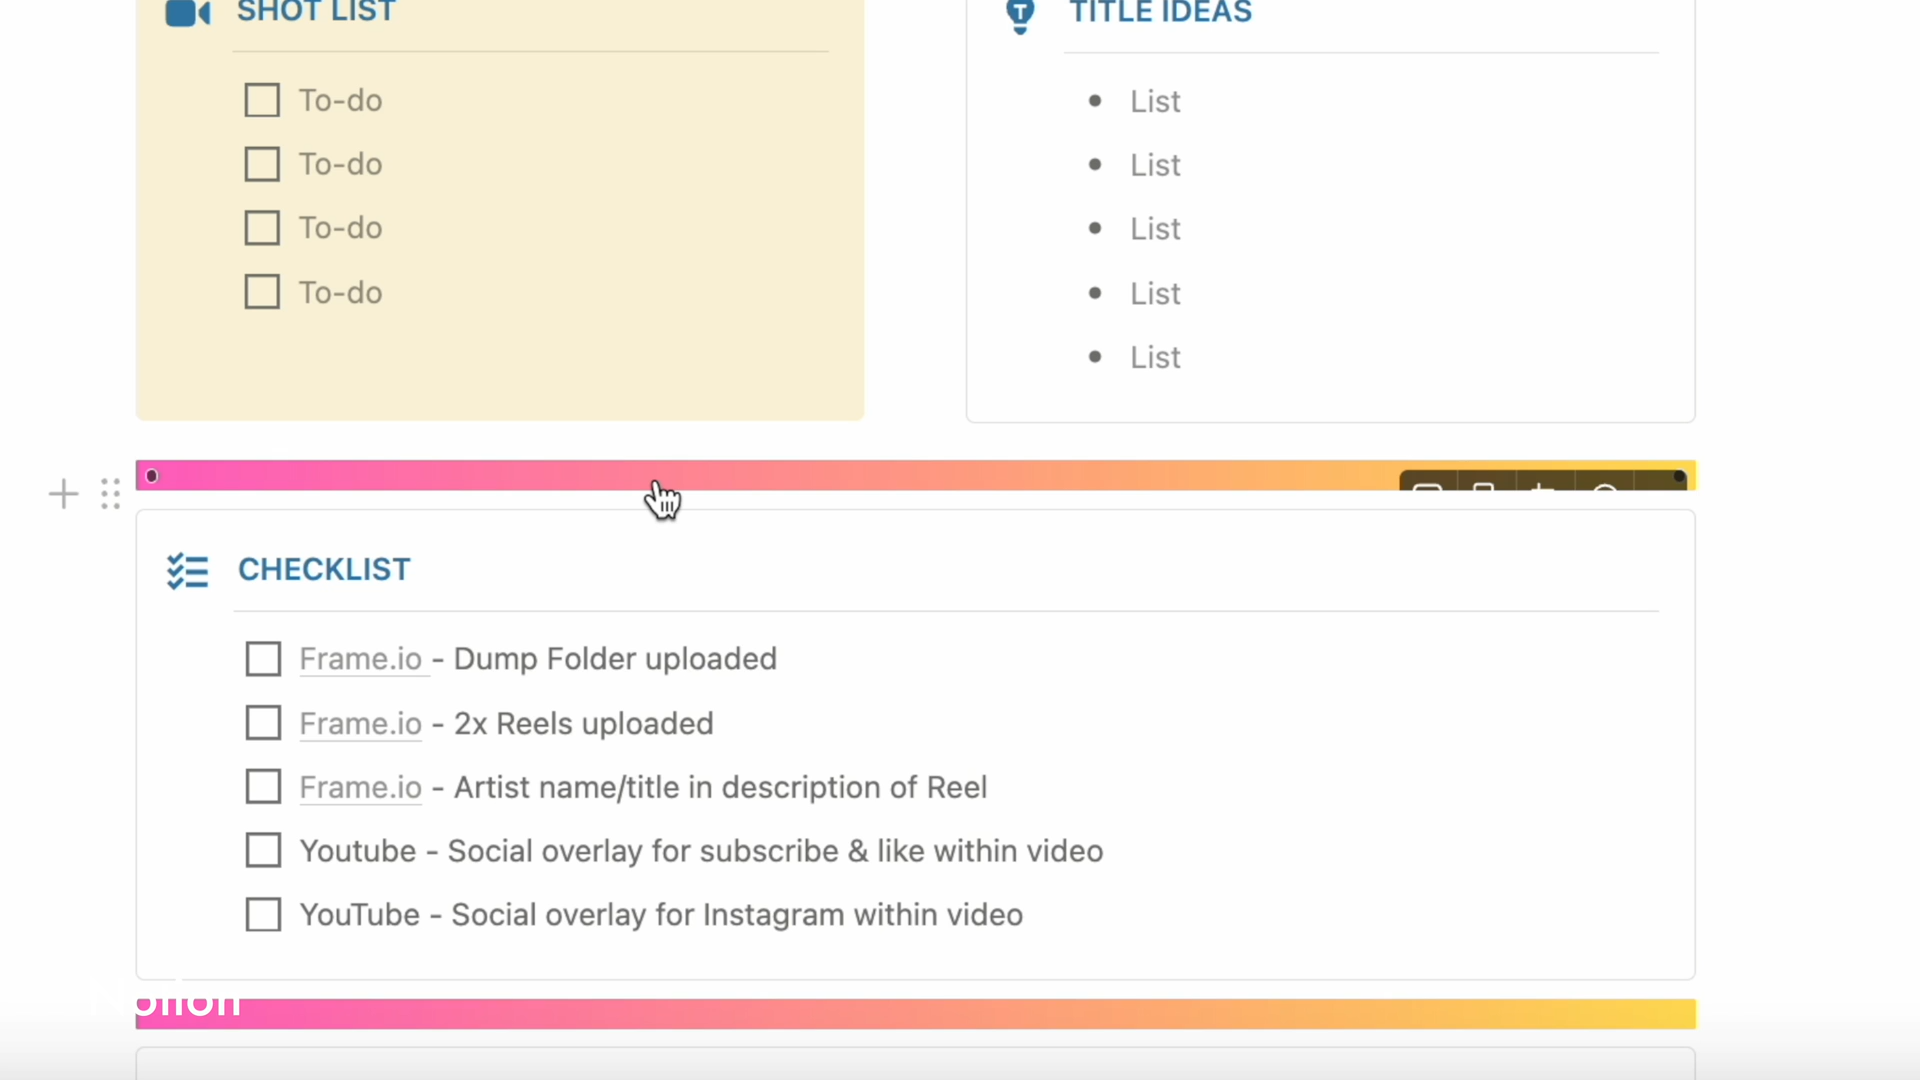 SHOT LIST
To-do
To-do
To-do
To-do
TITLE IDEAS
List
List
List
List
List
CHECKLIST
Frame.io - Dump Folder uploaded
Frame.io - 2x Reels uploaded
Frame.io - Artist name/title in description of Reel
Youtube - Social overlay for subscribe & like within video
YouTube - Social overlay for Instagram within video
Notion